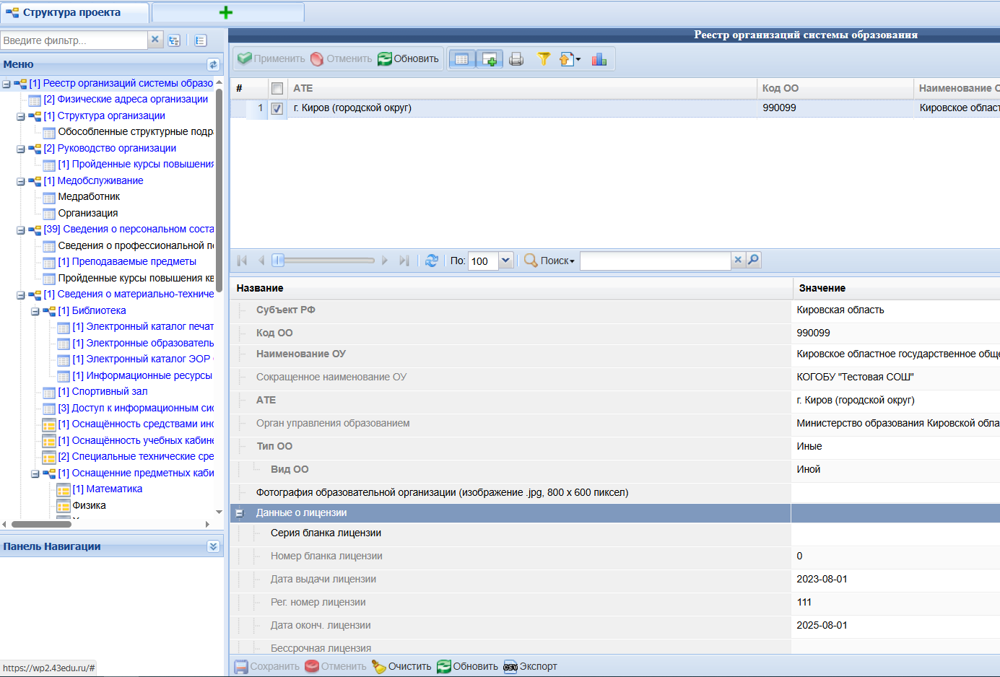 Структура проекта
Введите фильтр...
Меню
[1] Реестр организаций системы образо
[2] Физические адреса организации
[1] Структура организации
Обособленные структурные подр
[2] Руководство организации
[1] Пройденные курсы повышения
[1] Медобслуживание
Медработник
Организация
[39] Сведения о персональном соста
Сведения о профессиональной п
[1] Преподаваемые предметы
Пройденные курсы повышения кв
[1] Сведения о материально-техниче
[1] Библиотека
[1] Электронный каталог печат
[1] Электронные образователь
[1] Электронный каталог ЭОР
[1] Информационные ресурсы
[1] Спортивный зал
[3] Доступ к информационным сис
[1] Оснащённость средствами инс
[1] Оснащённость учебных кабине
[2] Специальные технические сре
[1] Оснащенние предметных каби
[1] Математика
Физика
Панель Навигации
https://wp2.43edu.ru/#
Реестр организаций системы образования
Применить Отменить Обновить
# АТЕ Код ОО Наименование О
1 г. Киров (городской округ) 990099 Кировское област
По: 100 Поиск
Название Значение
Субъект РФ Кировская область
Код ОО 990099
Наименование ОУ Кировское областное государственное обще
Сокращенное наименование ОУ КОГОБУ "Тестовая СОШ"
АТЕ г. Киров (городской округ)
Орган управления образованием Министерство образования Кировской обла
Тип ОО Иные
Вид ОО Иной
Фотография образовательной организации (изображение .jpg, 800 x 600 пиксел)
Данные о лицензии
Серия бланка лицензии
Номер бланка лицензии 0
Дата выдачи лицензии 2023-08-01
Рег. номер лицензии 111
Дата оконч. лицензии 2025-08-01
Бессрочная лицензия
Сохранить Отменить Очистить Обновить CSV Экспорт